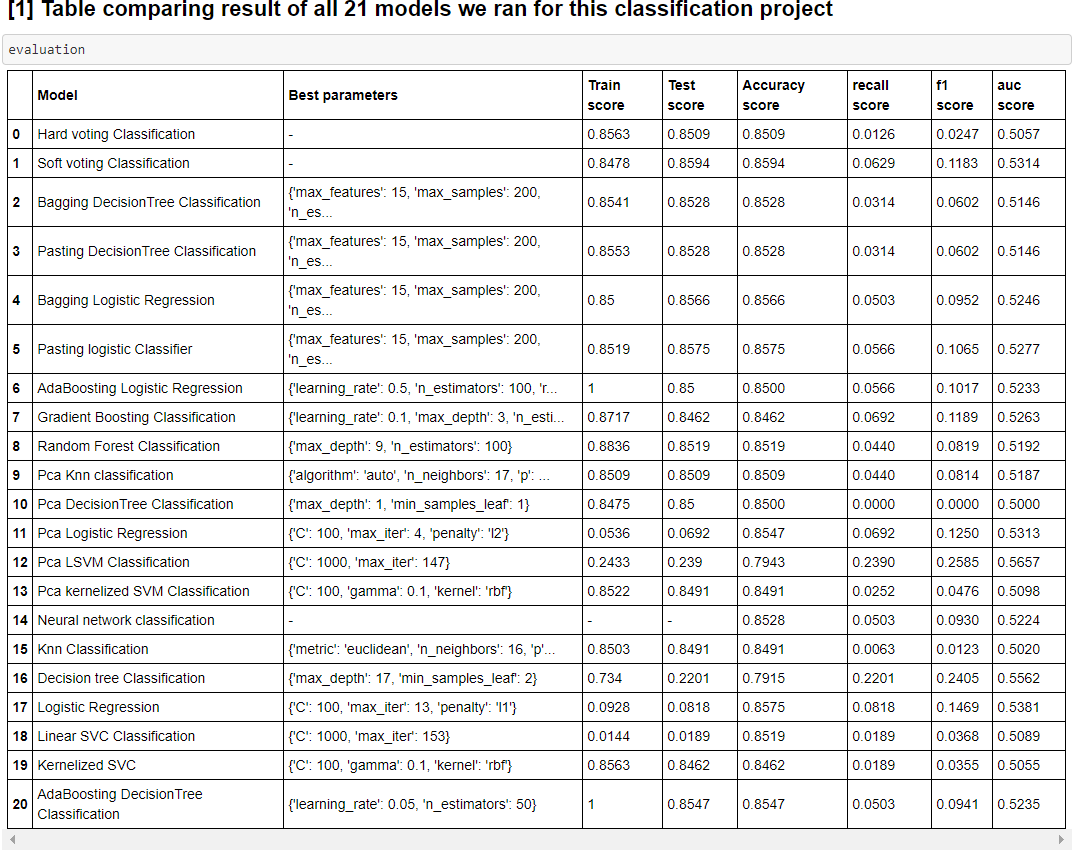 [1] Table comparing result of all 21 models we ran for this classification project
evaluation
Model Best parameters Train score Test score Accuracy score recall score f1 score auc score
0 Hard voting Classification - 0.8563 0.8509 0.8509 0.0126 0.0247 0.5057
1 Soft voting Classification - 0.8478 0.8594 0.8594 0.0629 0.1183 0.5314
2 Bagging DecisionTree Classification {'max_features': 15, 'max_samples': 200, 'n_es... 0.8541 0.8528 0.8528 0.0314 0.0602 0.5146
3 Pasting DecisionTree Classification {'max_features': 15, 'max_samples': 200, 'n_es... 0.8553 0.8528 0.8528 0.0314 0.0602 0.5146
4 Bagging Logistic Regression {'max_features': 15, 'max_samples': 200, 'n_es... 0.85 0.8566 0.8566 0.0503 0.0952 0.5246
5 Pasting logistic Classifier {'max_features': 15, 'max_samples': 200, 'n_es... 0.8519 0.8575 0.8575 0.0566 0.1065 0.5277
6 AdaBoosting Logistic Regression {'learning_rate': 0.5, 'n_estimators': 100, 'r... 1 0.85 0.8500 0.0566 0.1017 0.5233
7 Gradient Boosting Classification {'learning_rate': 0.1, 'max_depth': 3, 'n_esti... 0.8717 0.8462 0.8462 0.0692 0.1189 0.5263
8 Random Forest Classification {'max_depth': 9, 'n_estimators': 100} 0.8836 0.8519 0.8519 0.0440 0.0819 0.5192
9 Pca Knn classification {'algorithm': 'auto', 'n_neighbors': 17, 'p': ... 0.8509 0.8509 0.8509 0.0440 0.0814 0.5187
10 Pca DecisionTree Classification {'max_depth': 1, 'min_samples_leaf': 1} 0.8475 0.85 0.8500 0.0000 0.0000 0.5000
11 Pca Logistic Regression {'C': 100, 'max_iter': 4, 'penalty': 'l2'} 0.0536 0.0692 0.8547 0.0692 0.1250 0.5313
12 Pca LSVM Classification {'C': 1000, 'max_iter': 147} 0.2433 0.239 0.7943 0.2390 0.2585 0.5657
13 Pca kernelized SVM Classification {'C': 100, 'gamma': 0.1, 'kernel': 'rbf'} 0.8522 0.8491 0.8491 0.0252 0.0476 0.5098
14 Neural network classification - - - 0.8528 0.0503 0.0930 0.5224
15 Knn Classification {'metric': 'euclidean', 'n_neighbors': 16, 'p'... 0.8503 0.8491 0.8491 0.0063 0.0123 0.5020
16 Decision tree Classification {'max_depth': 17, 'min_samples_leaf': 2} 0.734 0.2201 0.7915 0.2201 0.2405 0.5562
17 Logistic Regression {'C': 100, 'max_iter': 13, 'penalty': 'l1'} 0.0928 0.0818 0.8575 0.0818 0.1469 0.5381
18 Linear SVC Classification {'C': 1000, 'max_iter': 153} 0.0144 0.0189 0.8519 0.0189 0.0368 0.5089
19 Kernelized SVC {'C': 100, 'gamma': 0.1, 'kernel': 'rbf'} 0.8563 0.8462 0.8462 0.0189 0.0355 0.5055
20 AdaBoosting DecisionTree Classification {'learning_rate': 0.05, 'n_estimators': 50} 1 0.8547 0.8547 0.0503 0.0941 0.5235